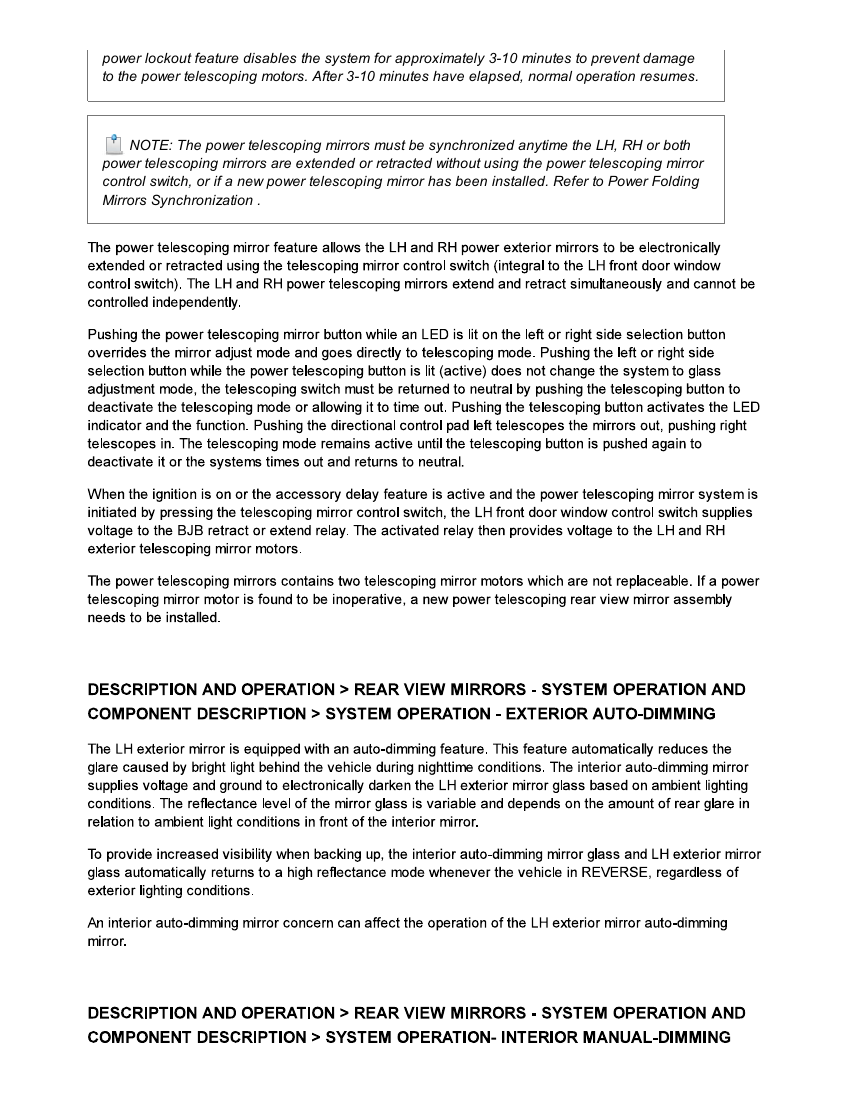 power lockout feature disables the system for approximately 3-10 minutes to prevent damage
to the power telescoping motors. After 3-10 minutes have elapsed, normal operation resumes.
NOTE: The power telescoping mirrors must be synchronized anytime the LH, RH or both
power telescoping mirrors are extended or retracted without using the power telescoping mirror
control switch, or if a new power telescoping mirror has been installed. Refer to Power Folding
Mirrors Synchronization .
The power telescoping mirror feature allows the LH and RH power exterior mirrors to be electronically
extended or retracted using the telescoping mirror control switch (integral to the LH front door window
control switch). The LH and RH power telescoping mirrors extend and retract simultaneously and cannot be
controlled independently.
Pushing the power telescoping mirror button while an LED is lit on the left or right side selection button
overrides the mirror adjust mode and goes directly to telescoping mode. Pushing the left or right side
selection button while the power telescoping button is lit (active) does not change the system to glass
adjustment mode, the telescoping switch must be returned to neutral by pushing the telescoping button to
deactivate the telescoping mode or allowing it to time out. Pushing the telescoping button activates the LED
indicator and the function. Pushing the directional control pad left telescopes the mirrors out, pushing right
telescopes in. The telescoping mode remains active until the telescoping button is pushed again to
deactivate it or the systems times out and returns to neutral.
When the ignition is on or the accessory delay feature is active and the power telescoping mirror system is
initiated by pressing the telescoping mirror control switch, the LH front door window control switch supplies
voltage to the BJB retract or extend relay. The activated relay then provides voltage to the LH and RH
exterior telescoping mirror motors.
The power telescoping mirrors contains two telescoping mirror motors which are not replaceable. If a power
telescoping mirror motor is found to be inoperative, a new power telescoping rear view mirror assembly
needs to be installed.
DESCRIPTION AND OPERATION > REAR VIEW MIRRORS - SYSTEM OPERATION AND
COMPONENT DESCRIPTION > SYSTEM OPERATION - EXTERIOR AUTO-DIMMING
The LH exterior mirror is equipped with an auto-dimming feature. This feature automatically reduces the
glare caused by bright light behind the vehicle during nighttime conditions. The interior auto-dimming mirror
supplies voltage and ground to electronically darken the LH exterior mirror glass based on ambient lighting
conditions. The reflectance level of the mirror glass is variable and depends on the amount of rear glare in
relation to ambient light conditions in front of the interior mirror.
To provide increased visibility when backing up, the interior auto-dimming mirror glass and LH exterior mirror
glass automatically returns to a high reflectance mode whenever the vehicle in REVERSE, regardless of
exterior lighting conditions.
An interior auto-dimming mirror concern can affect the operation of the LH exterior mirror auto-dimming
mirror.
DESCRIPTION AND OPERATION > REAR VIEW MIRRORS - SYSTEM OPERATION AND
COMPONENT DESCRIPTION > SYSTEM OPERATION- INTERIOR MANUAL-DIMMING